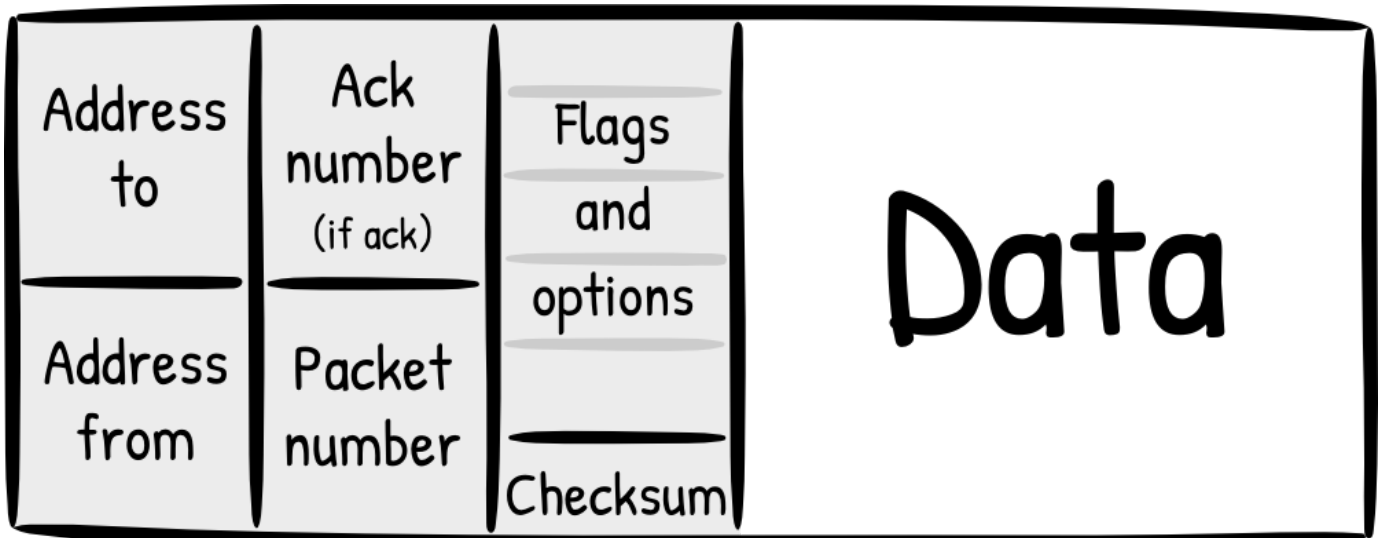 Address
to
Address
from
Ack
number
(if ack)
Packet
number
Flags
and
options
Checksum
Data